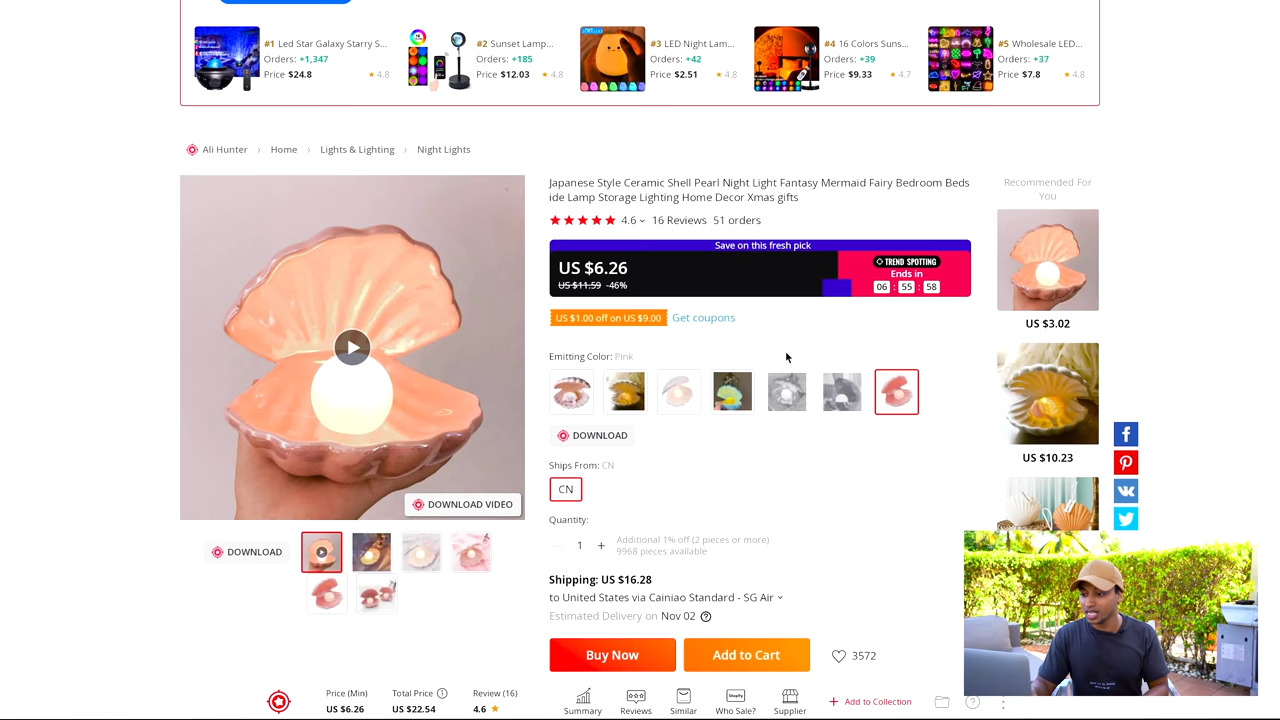 #1 Led Star Galaxy Starry S...
Orders: +1,347
Price $24.8 ★ 4.8
#2 Sunset Lamp...
Orders: +185
Price $12.03 ★ 4.8
#3 LED Night Lam...
Orders: +42
Price $2.51 ★ 4.8
#4 16 Colors Suns...
Orders: +39
Price $9.33 ★ 4.7
#5 Wholesale LED...
Orders: +37
Price $7.8 ★ 4.8
Ali Hunter › Home › Lights & Lighting › Night Lights
Japanese Style Ceramic Shell Pearl Night Light Fantasy Mermaid Fairy Bedroom Beds
ide Lamp Storage Lighting Home Decor Xmas gifts
4.6 16 Reviews 51 orders
Save on this fresh pick
US $6.26
US $11.59 -46%
TREND SPOTTING
Ends in
06 : 55 : 58
US $1.00 off on US $9.00 Get coupons
Emitting Color: Pink
DOWNLOAD
Ships From: CN
CN
Quantity:
1 +
Additional 1% off (2 pieces or more)
9968 pieces available
Shipping: US $16.28
to United States via Cainiao Standard - SG Air
Estimated Delivery on Nov 02 ?
Buy Now Add to Cart 3572
DOWNLOAD VIDEO
DOWNLOAD
Recommended For
You
US $3.02
US $10.23
Price (Min)
US $6.26
Total Price
US $22.54
Review (16)
4.6 ★
Summary
Reviews
Similar
Shopify
Who Sale?
Supplier
+ Add to Collection